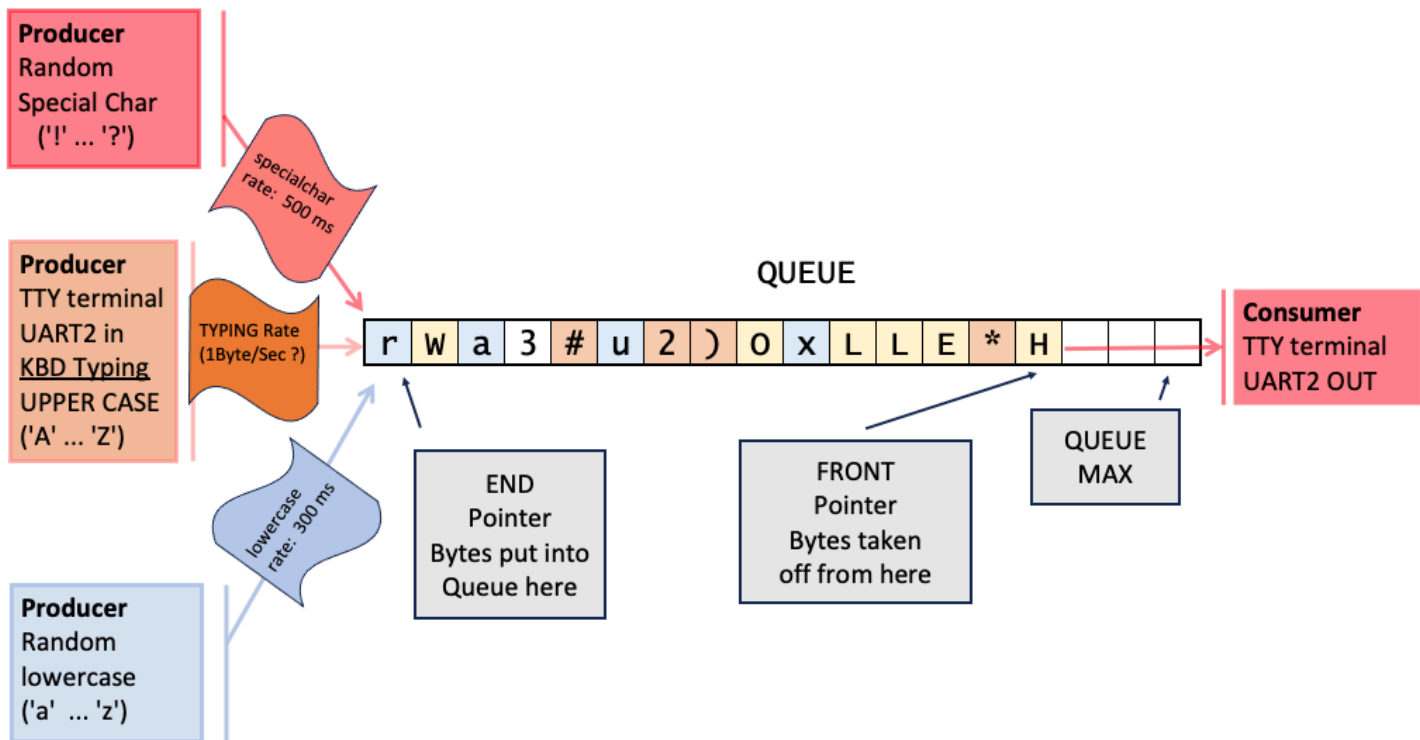 Producer
Random
Special Char
('!' ... '?')
specialchar
rate: 500 ms
Producer
TTY terminal
UART2 in
KBD Typing
UPPER CASE
('A' ... 'Z')
TYPING Rate
(1Byte/Sec ?)
lowercase
rate: 300 ms
Producer
Random
lowercase
('a' ... 'z')
QUEUE
r W a 3 # u 2 ) O x L L E * H
END
Pointer
Bytes put into
Queue here
FRONT
Pointer
Bytes taken
off from here
QUEUE
MAX
Consumer
TTY terminal
UART2 OUT